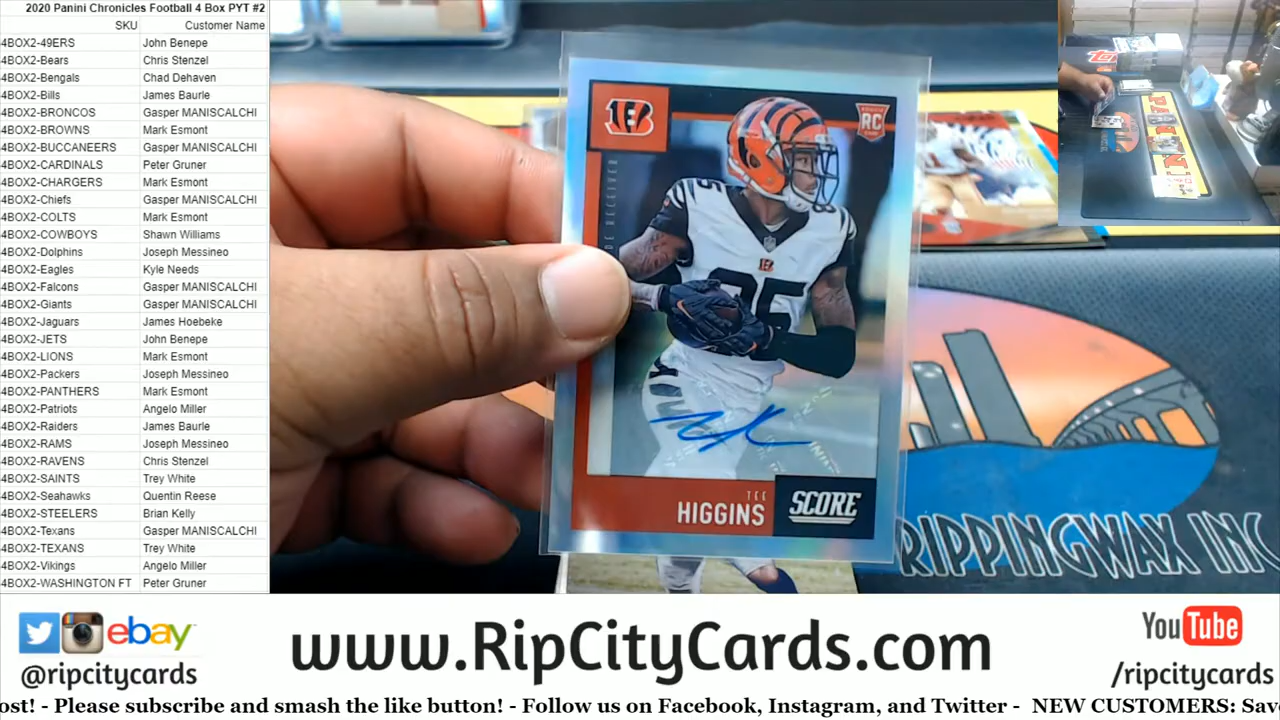 2020 Panini Chronicles Football 4 Box PYT #2
SKU Customer Name
4BOX2-49ERS John Benepe
4BOX2-Bears Chris Stenzel
4BOX2-Bengals Chad Dehaven
4BOX2-Bills James Baurle
4BOX2-BRONCOS Gasper MANISCALCHI
4BOX2-BROWNS Mark Esmont
4BOX2-BUCCANEERS Gasper MANISCALCHI
4BOX2-CARDINALS Peter Gruner
4BOX2-CHARGERS Mark Esmont
4BOX2-Chiefs Gasper MANISCALCHI
4BOX2-COLTS Mark Esmont
4BOX2-COWBOYS Shawn Williams
4BOX2-Dolphins Joseph Messineo
4BOX2-Eagles Kyle Needs
4BOX2-Falcons Gasper MANISCALCHI
4BOX2-Giants Gasper MANISCALCHI
4BOX2-Jaguars James Hoebeke
4BOX2-JETS John Benepe
4BOX2-LIONS Mark Esmont
4BOX2-Packers Joseph Messineo
4BOX2-PANTHERS Mark Esmont
4BOX2-Patriots Angelo Miller
4BOX2-Raiders James Baurle
4BOX2-RAMS Joseph Messineo
4BOX2-RAVENS Chris Stenzel
4BOX2-SAINTS Trey White
4BOX2-Seahawks Quentin Reese
4BOX2-STEELERS Brian Kelly
4BOX2-Texans Gasper MANISCALCHI
4BOX2-TEXANS Trey White
4BOX2-Vikings Angelo Miller
4BOX2-WASHINGTON FT Peter Gruner
B
RC
85
TEE
HIGGINS
SCORE
PANINI
RIPPINGWAX INC
ebay
@ripcitycards
www.RipCityCards.com
YouTube
/ripcitycards
ost! - Please subscribe and smash the like button! - Follow us on Facebook, Instagram, and Twitter - NEW CUSTOMERS: Sav